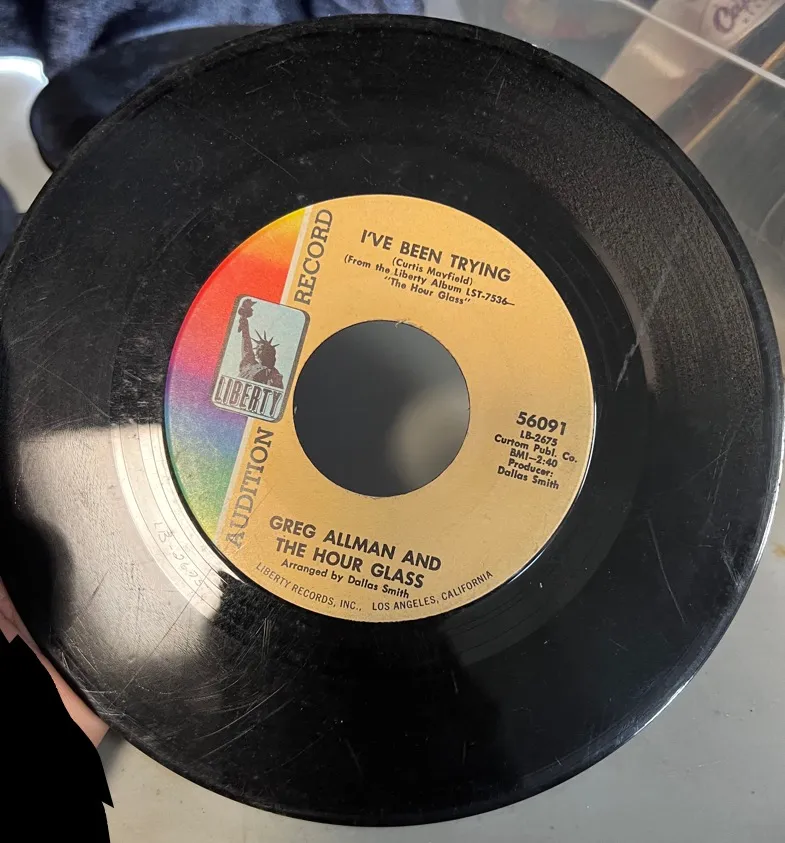 I'VE BEEN TRYING
(Curtis Mayfield)
(From the Liberty Album LST-7536—
"The Hour Glass"
AUDITION RECORD
LIBERTY
56091
LB-2675
Curtom Publ. Co.
BMI—2:40
Producer:
Dallas Smith
GREG ALLMAN AND
THE HOUR GLASS
Arranged by Dallas Smith
LIBERTY RECORDS, INC., LOS ANGELES, CALIFORNIA